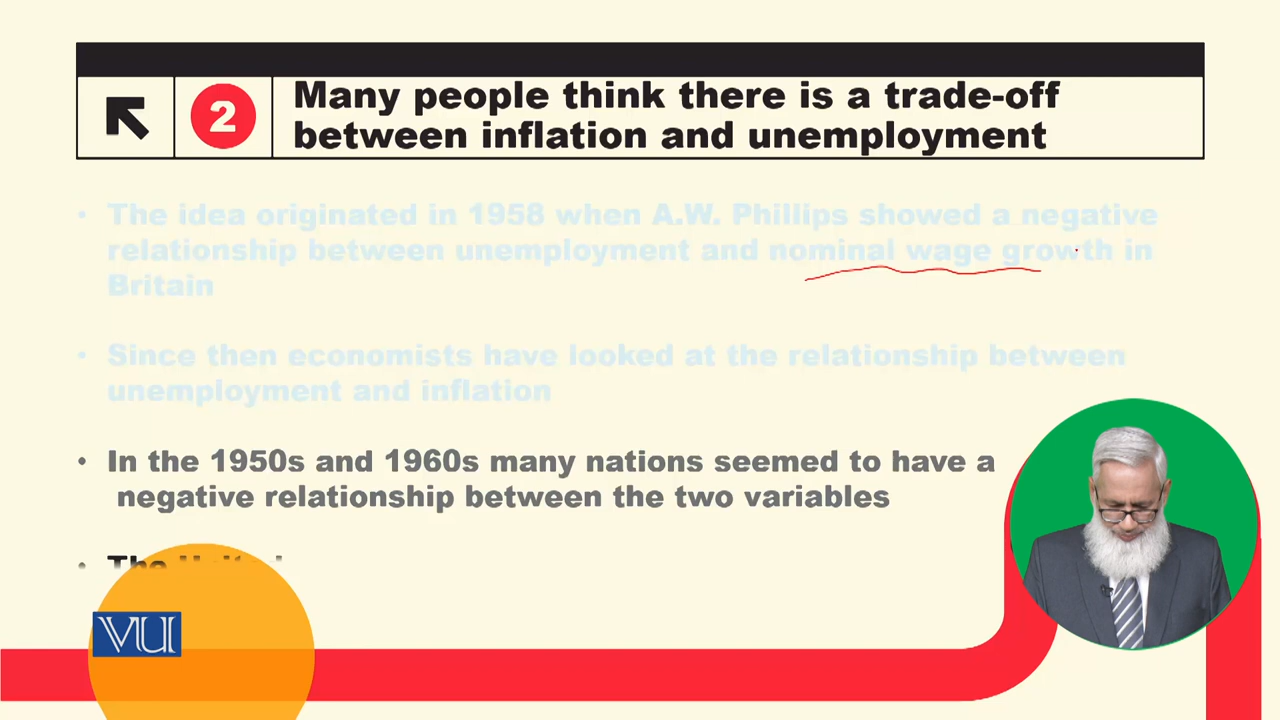 2
Many people think there is a trade-off
between inflation and unemployment
• The idea originated in 1958 when A.W. Phillips showed a negative
relationship between unemployment and nominal wage growth in
Britain
• Since then economists have looked at the relationship between
unemployment and inflation
• In the 1950s and 1960s many nations seemed to have a
negative relationship between the two variables
• The
VU